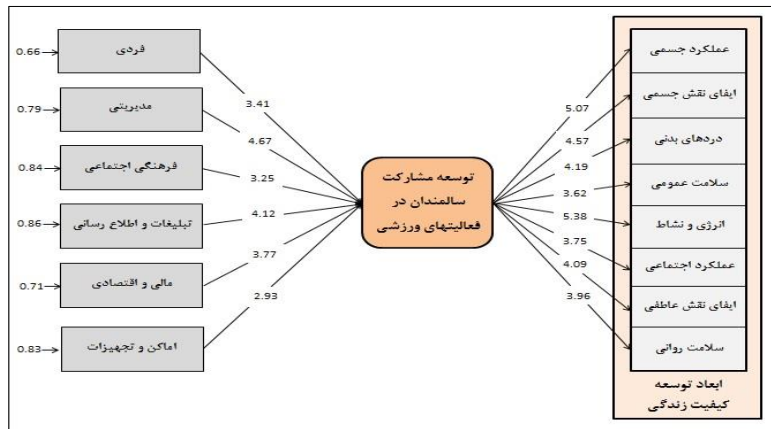 0.66
فردی
3.41
0.79
مدیریتی
4.67
0.84
فرهنگی اجتماعی
3.25
0.86
تبلیغات و اطلاع رسانی
4.12
0.71
مالی و اقتصادی
3.77
0.83
اماکن و تجهیزات
2.93
توسعه مشارکت
سالمندان در
فعالیتهای ورزشی
5.07
عملکرد جسمی
4.57
ایفای نقش جسمی
4.19
دردهای بدنی
3.62
سلامت عمومی
5.38
انرژی و نشاط
3.75
عملکرد اجتماعی
4.09
ایفای نقش عاطفی
3.96
سلامت روانی
ابعاد توسعه
کیفیت زندگی